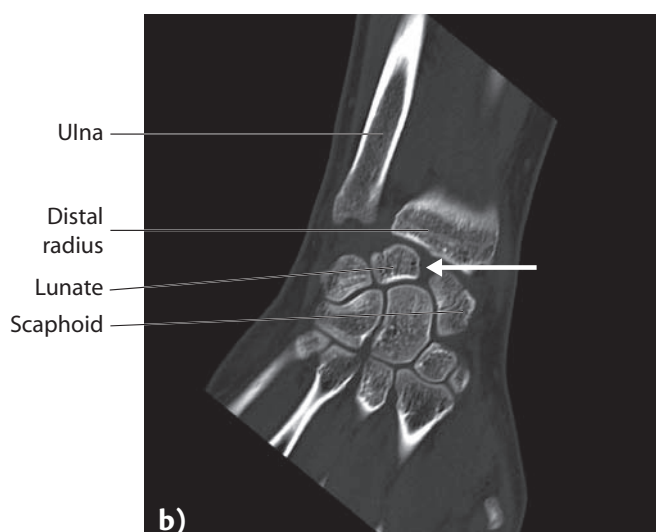 Ulna
Distal
radius
Lunate
Scaphoid
b)